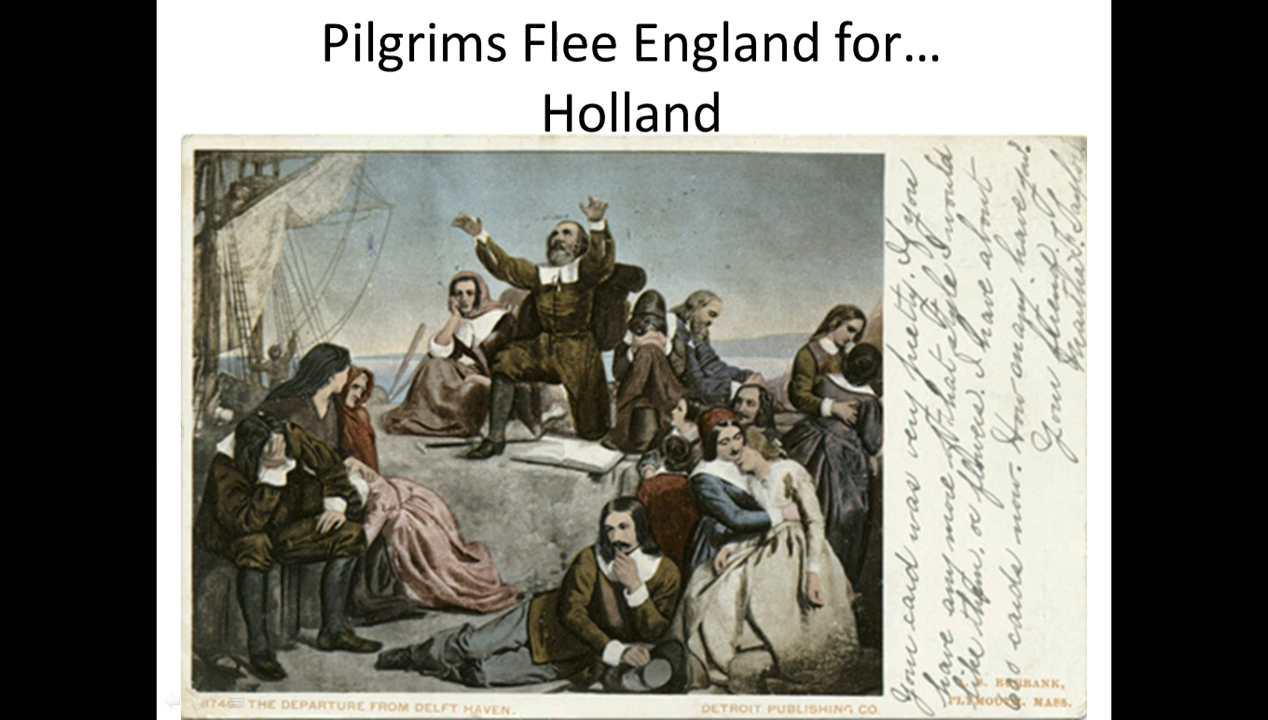 Pilgrims Flee England for...
Holland
Your card was very pretty. If you
have any more of that style I would
like them. or flowers. I have about
cards now. How many have you?
Your friend.
Martha Taylor
8746 THE DEPARTURE FROM DELFT HAVEN.
DETROIT PUBLISHING CO.
BURBANK,
PLYMOUTH, MASS.